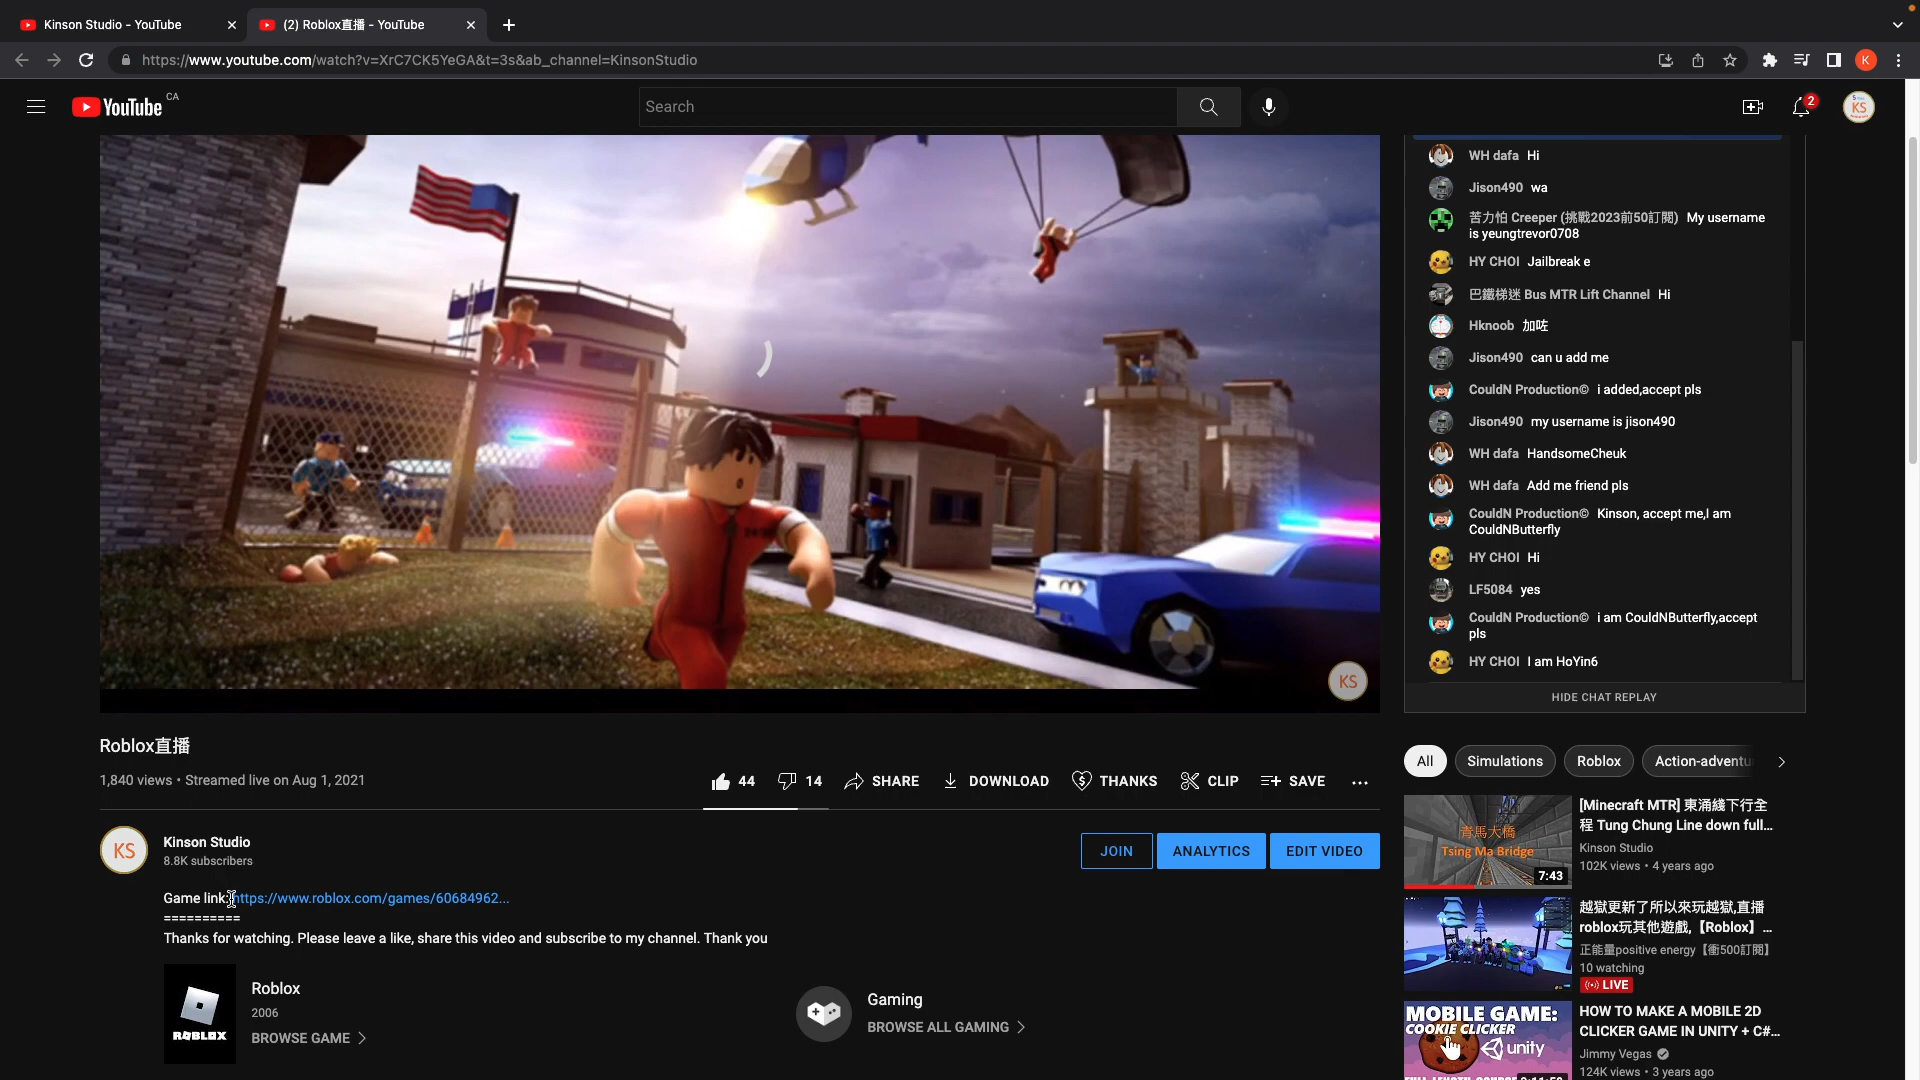 Kinson Studio - YouTube
(2) Roblox直播 - YouTube
https://www.youtube.com/watch?v=XrC7CK5YeGA&t=3s&ab_channel=KinsonStudio
K
YouTube CA
Search
2
KS
WH dafa Hi
Jison490 wa
苦力怕 Creeper (挑戰2023前50訂閱) My username
is yeungtrevor0708
HY CHOI Jailbreak e
巴鐵梯迷 Bus MTR Lift Channel Hi
Hknoob 加咗
Jison490 can u add me
CouldN Production© i added,accept pls
Jison490 my username is jison490
WH dafa HandsomeCheuk
WH dafa Add me friend pls
CouldN Production© Kinson, accept me,I am
CouldNButterfly
HY CHOI Hi
LF5084 yes
CouldN Production© i am CouldNButterfly,accept
pls
HY CHOI I am HoYin6
HIDE CHAT REPLAY
KS
Roblox直播
1,840 views • Streamed live on Aug 1, 2021
44
14
SHARE
DOWNLOAD
THANKS
CLIP
SAVE
KS
Kinson Studio
8.8K subscribers
JOIN
ANALYTICS
EDIT VIDEO
Game link:https://www.roblox.com/games/60684962...
==========
Thanks for watching. Please leave a like, share this video and subscribe to my channel. Thank you
ROBLOX
Roblox
2006
BROWSE GAME
Gaming
BROWSE ALL GAMING
All
Simulations
Roblox
Action-adventu
青馬大橋
Tsing Ma Bridge
7:43
[Minecraft MTR] 東涌綫下行全
程 Tung Chung Line down full...
Kinson Studio
102K views • 4 years ago
越獄更新了所以來玩越獄,直播
roblox玩其他遊戲,【Roblox】...
正能量positive energy【衝500訂閱】
10 watching
LIVE
MOBILE GAME:
COOKIE CLICKER
unity
HOW TO MAKE A MOBILE 2D
CLICKER GAME IN UNITY + C#...
Jimmy Vegas
124K views • 3 years ago